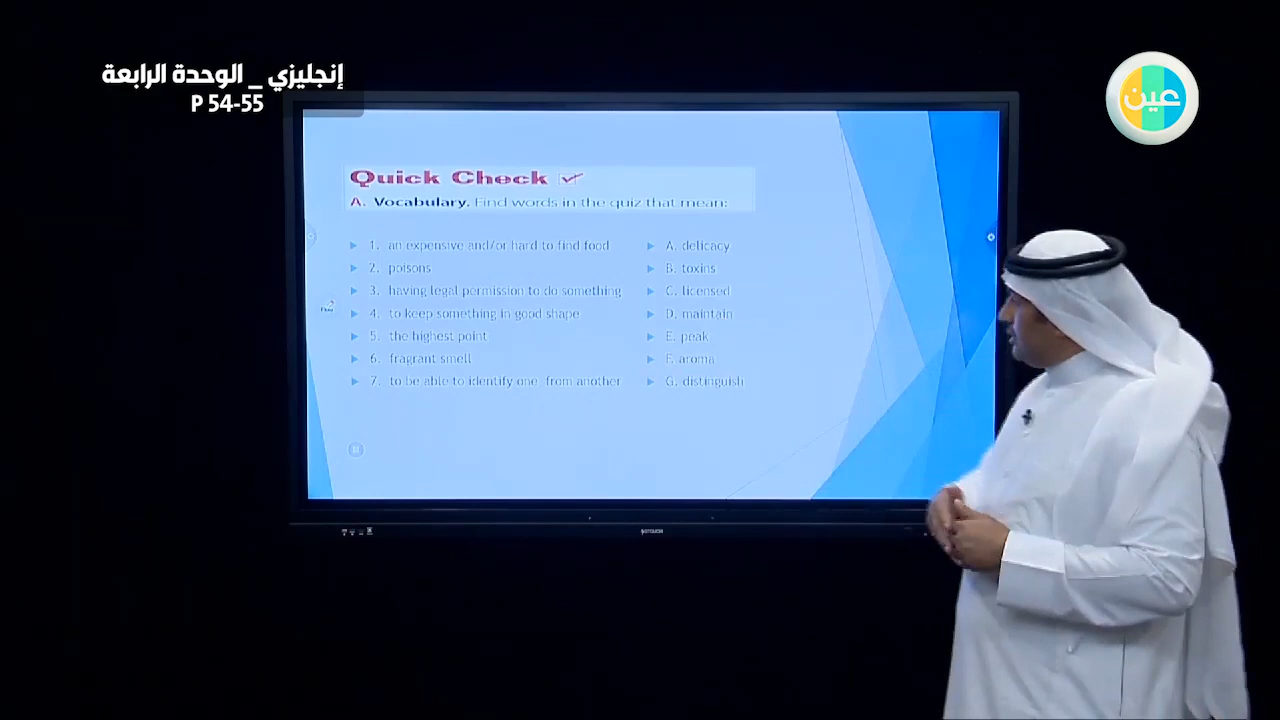 إنجليزي _ الوحدة الرابعة
P 54-55
عين
Quick Check
A. Vocabulary. Find words in the quiz that mean:
1. an expensive and/or hard to find food
2. poisons
3. having legal permission to do something
4. to keep something in good shape
5. the highest point
6. fragrant smell
7. to be able to identify one from another
A. delicacy
B. toxins
C. licensed
D. maintain
E. peak
F. aroma
G. distinguish